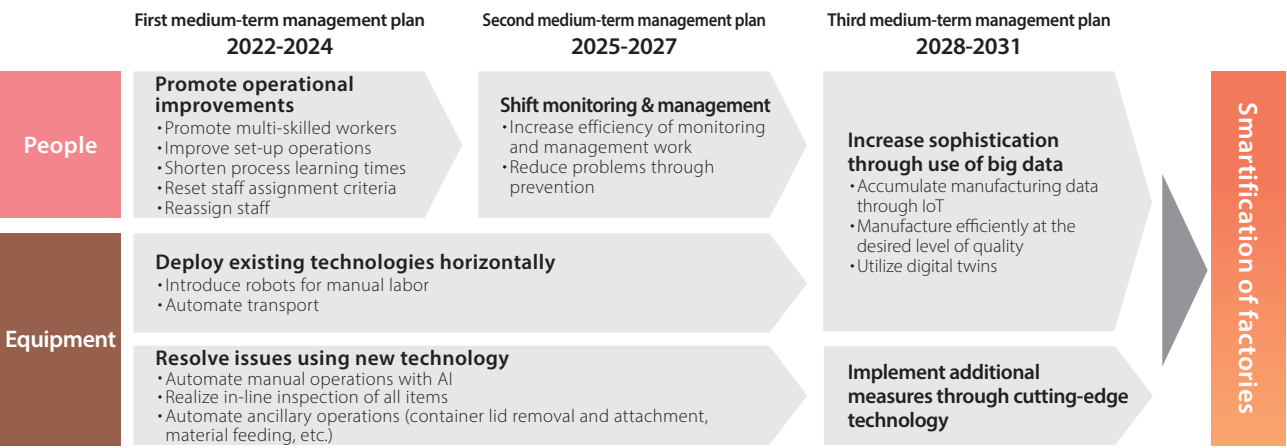 First medium-term management plan
2022-2024
Second medium-term management plan
2025-2027
Third medium-term management plan
2028-2031
People
Promote operational
improvements
・Promote multi-skilled workers
・Improve set-up operations
・Shorten process learning times
・Reset staff assignment criteria
・Reassign staff
Shift monitoring & management
・Increase efficiency of monitoring
and management work
・Reduce problems through
prevention
Increase sophistication
through use of big data
・Accumulate manufacturing data
through IoT
・Manufacture efficiently at the
desired level of quality
・Utilize digital twins
Equipment
Deploy existing technologies horizontally
・Introduce robots for manual labor
・Automate transport
Resolve issues using new technology
・Automate manual operations with AI
・Realize in-line inspection of all items
・Automate ancillary operations (container lid removal and attachment,
material feeding, etc.)
Implement additional
measures through cutting-edge
technology
Smartification of factories